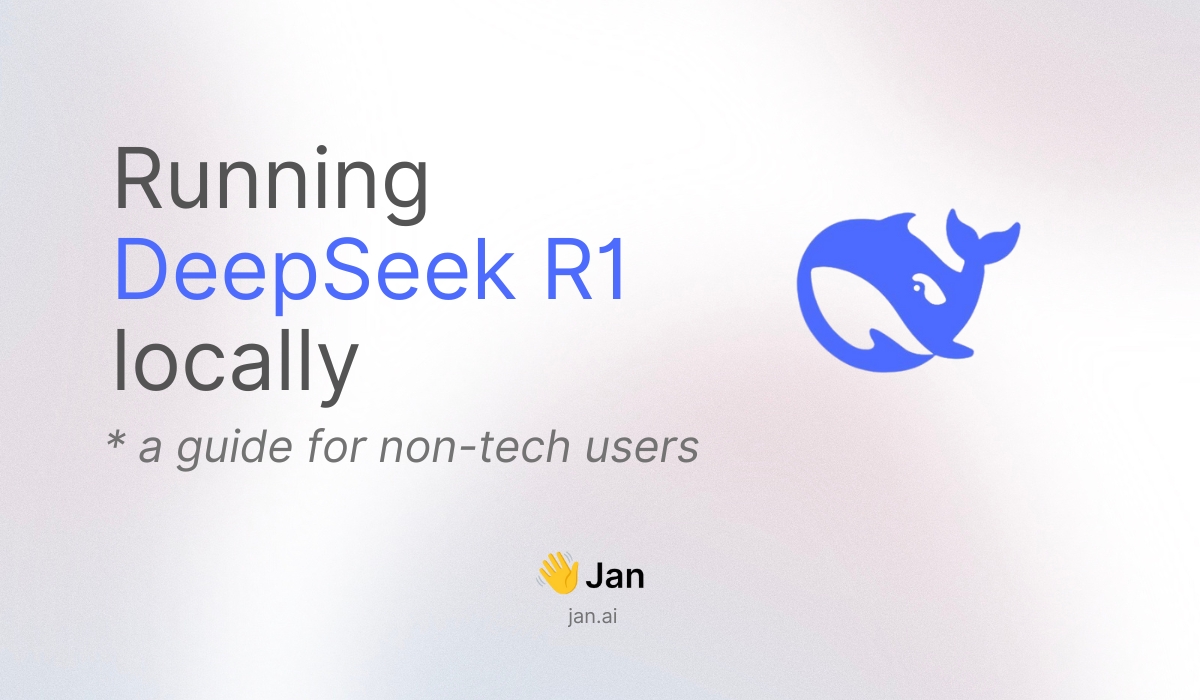 Running
DeepSeek R1
locally
* a guide for non-tech users
👋 Jan
jan.ai